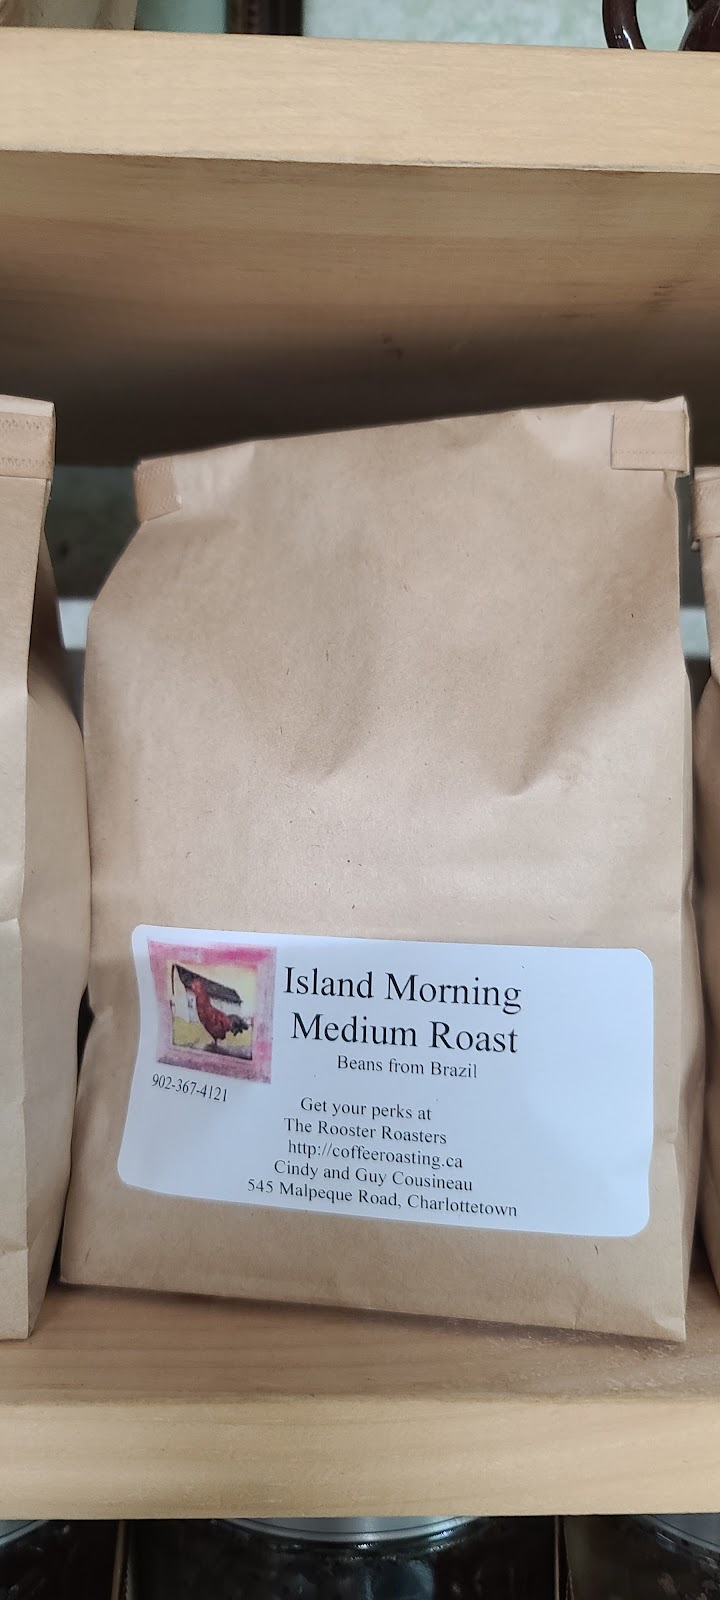 Island Morning
Medium Roast
Beans from Brazil
902-367-4121
Get your perks at
The Rooster Roasters
http://coffeeroasting.ca
Cindy and Guy Cousineau
545 Malpeque Road, Charlottetown